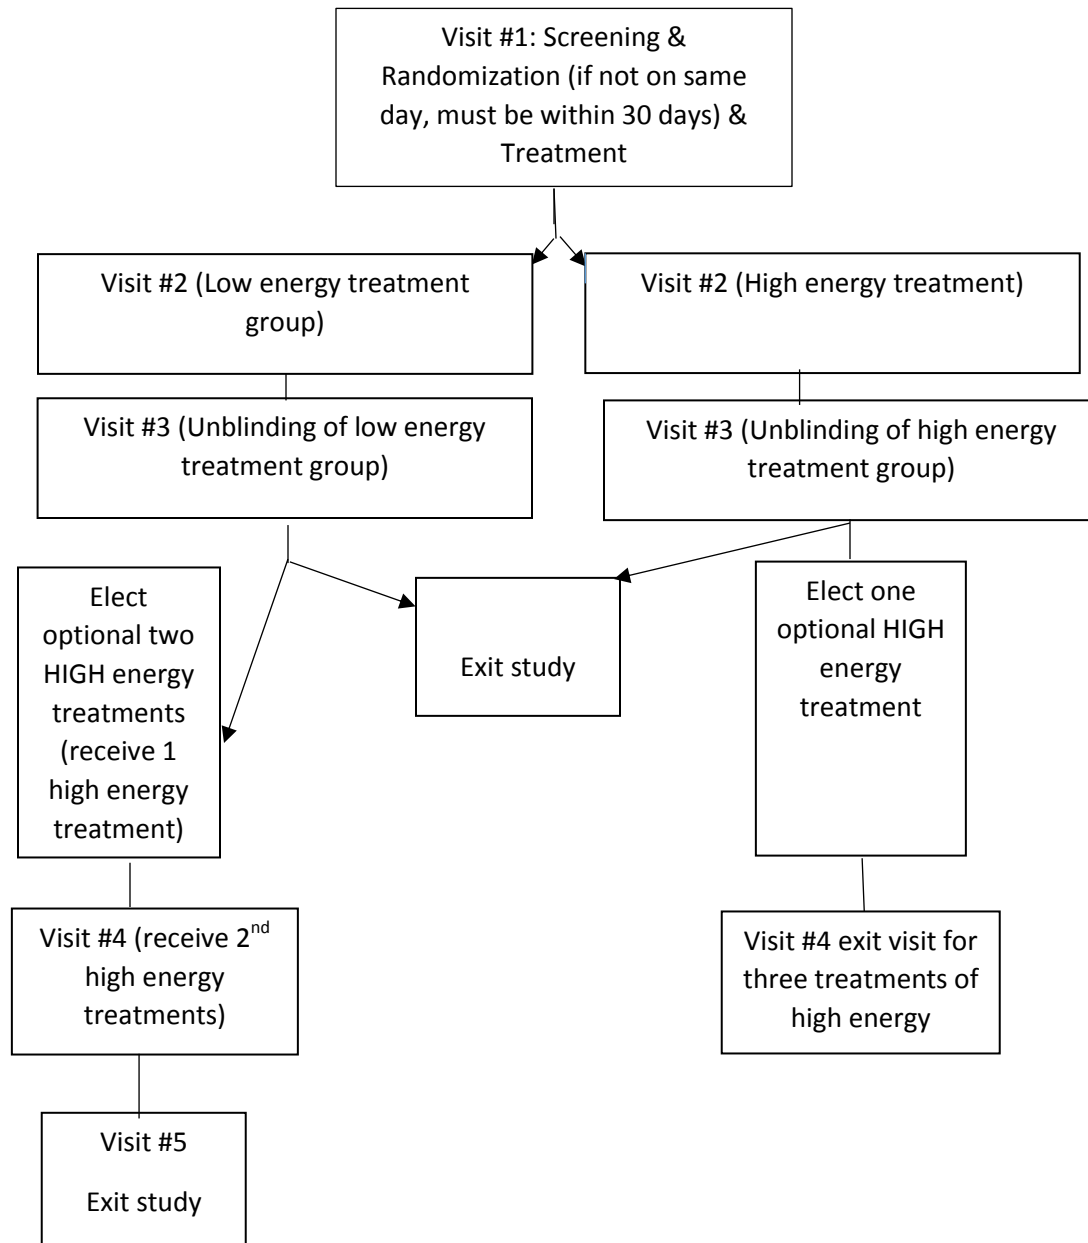 Visit #1: Screening &
Randomization (if not on same
day, must be within 30 days) &
Treatment
Visit #2 (Low energy treatment
group)
Visit #2 (High energy treatment)
Visit #3 (Unblinding of low energy
treatment group)
Visit #3 (Unblinding of high energy
treatment group)
Elect
optional two
HIGH energy
treatments
(receive 1
high energy
treatment)
Exit study
Elect one
optional HIGH
energy
treatment
Visit #4 (receive 2nd
high energy
treatments)
Visit #4 exit visit for
three treatments of
high energy
Visit #5
Exit study